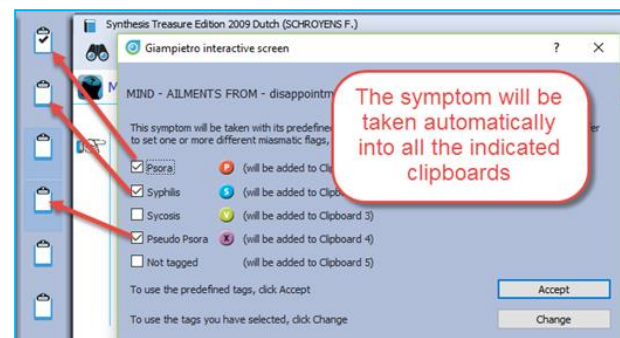 Synthesis Treasure Edition 2009 Dutch (SCHROYENS F.)
Giampietro interactive screen ? ×
M
MIND - AILMENTS FROM - disappointm
The symptom will be
taken automatically
into all the indicated
clipboards
This symptom will be taken with its predefine
er
to set one or more different miasmatic flags,
Psora P (will be added to Cli
Syphilis S (will be added to Clipbo
Sycosis (will be added to Clipboard 3)
Pseudo Psora X (will be added to Clipboard 4)
Not tagged (will be added to Clipboard 5)
To use the predefined tags, click Accept
Accept
To use the tags you have selected, click Change
Change